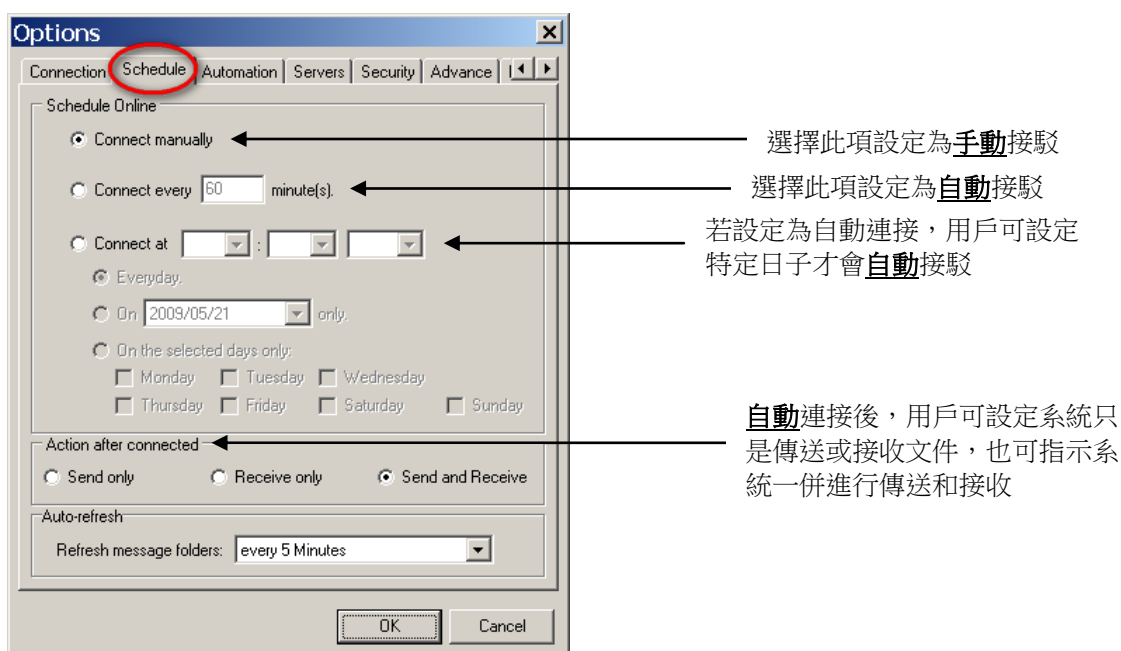 Options
Connection Schedule Automation Servers Security Advance
Schedule Online
Connect manually
選擇此項設定為手動接駁
Connect every 60 minute(s).
選擇此項設定為自動接駁
Connect at : 
若設定為自動連接，用戶可設定
特定日子才會自動接駁
Everyday.
On 2009/05/21 only.
On the selected days only:
Monday Tuesday Wednesday
Thursday Friday Saturday Sunday
Action after connected
自動連接後，用戶可設定系統只
是傳送或接收文件，也可指示系
統一併進行傳送和接收
Send only Receive only Send and Receive
Auto-refresh
Refresh message folders: every 5 Minutes
OK Cancel